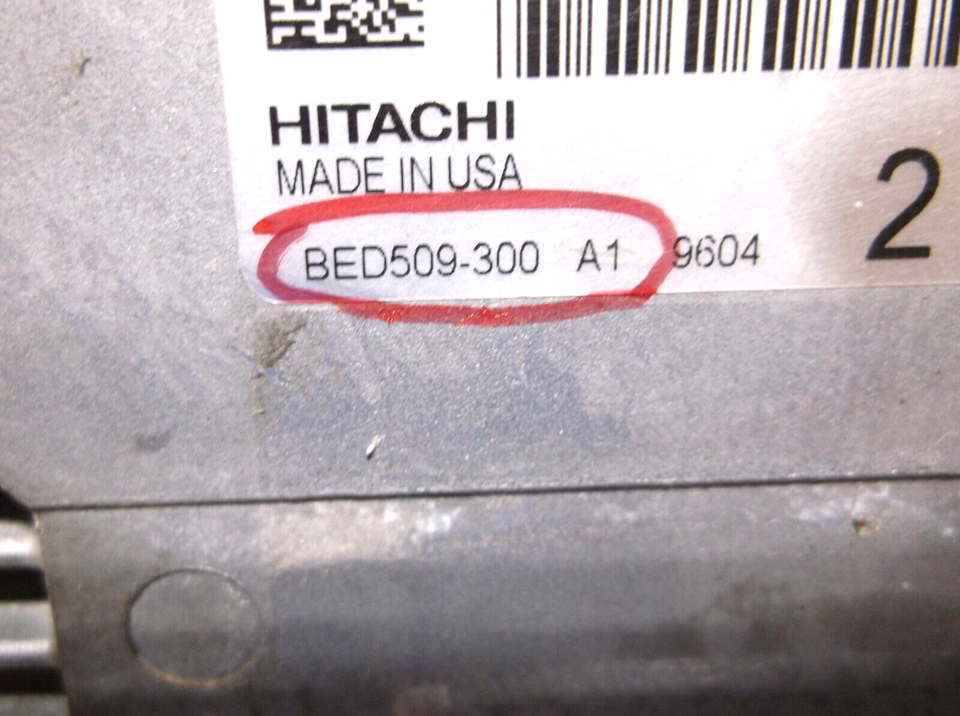 HITACHI
MADE IN USA
BED509-300 A1 9604 2